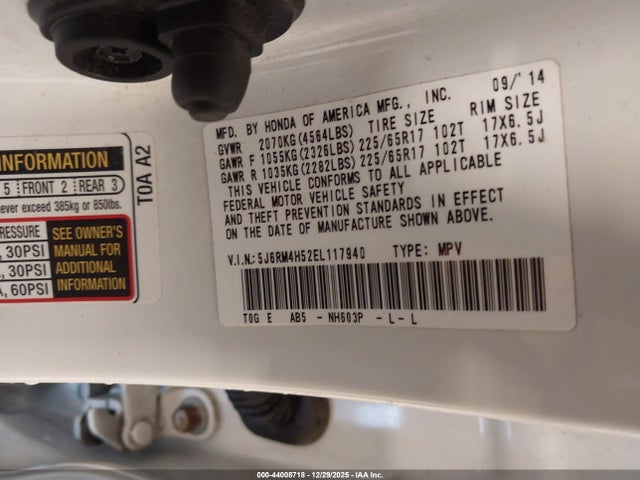 MFD. BY HONDA OF AMERICA MFG., INC. 09/'14
GVWR 2070KG(4564LBS) TIRE SIZE RIM SIZE
GAWR F 1055KG(2326LBS) 225/65R17 102T 17X6.5J
GAWR R 1035KG(2282LBS) 225/65R17 102T 17X6.5J
THIS VEHICLE CONFORMS TO ALL APPLICABLE
FEDERAL MOTOR VEHICLE SAFETY
AND THEFT PREVENTION STANDARDS IN EFFECT
ON THE DATE OF MANUFACTURE SHOWN ABOVE.
V.I.N.:5J6RM4H52EL117940 TYPE: MPV
T0G E AB5 - NH603P - L - L
INFORMATION
5 FRONT 2 REAR 3
never exceed 385kg or 850lbs.
PRESSURE
, 30PSI
, 30PSI
A, 60PSI
SEE OWNER'S
MANUAL FOR
ADDITIONAL
INFORMATION
T0A A2
000-44008718 - 12/29/2025 - IAA Inc.